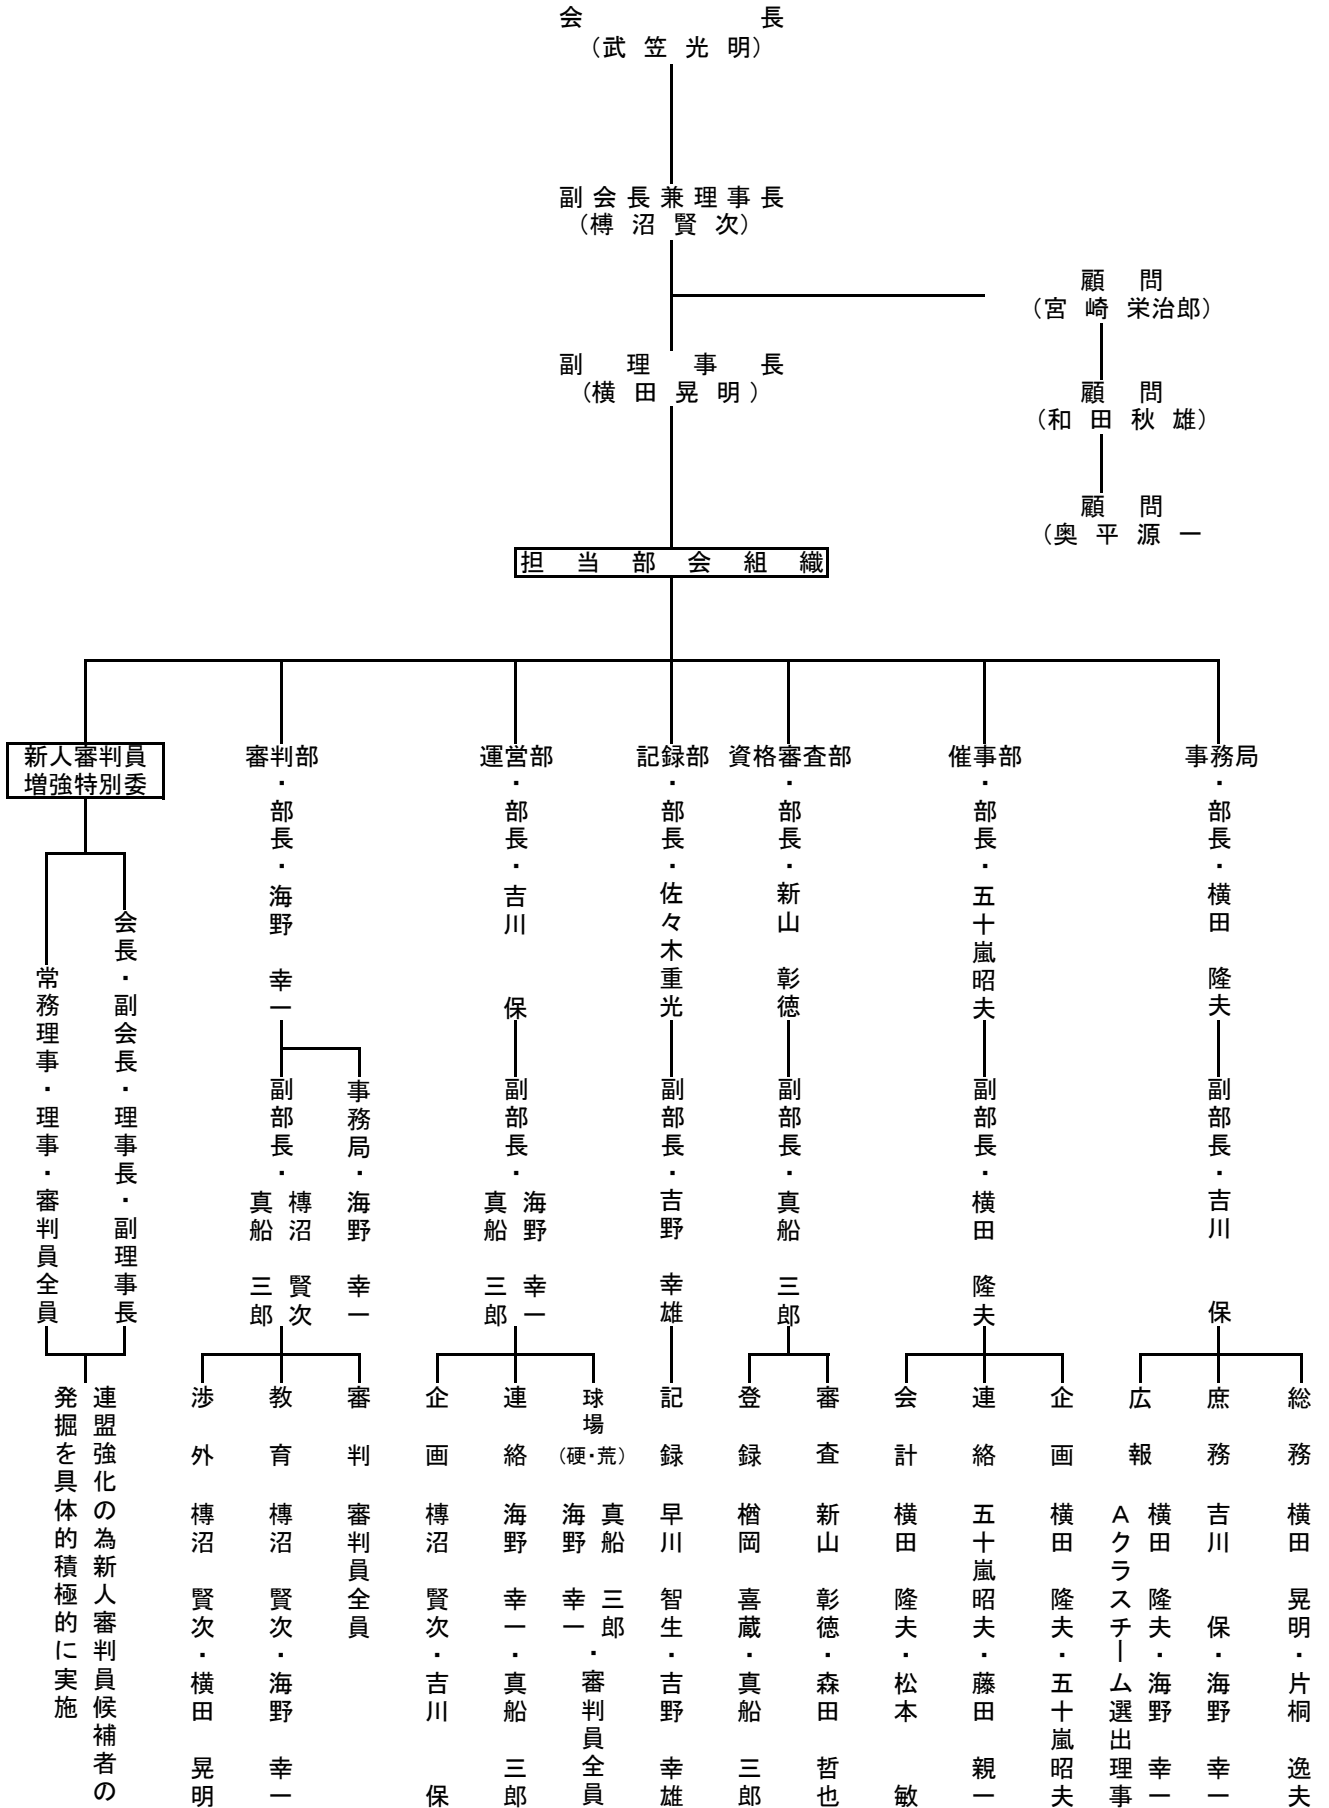 会長
（武笠光明）
副会長兼理事長
（榑沼賢次）
顧問
（宮崎栄治郎）
副理事長
（横田晃明）
顧問
（和田秋雄）
顧問
（奥平源一
担当部会組織
新人審判員
増強特別委
会長・副会長・理事長・副理事長
常務理事・理事・審判員全員
連盟強化の為新人審判員候補者の
発掘を具体的積極的に実施
審判部
・部長・海野幸一
事務局・海野幸一
副部長・
榑沼賢次
真船三郎
審判 審判員全員
教育 榑沼賢次・海野幸一
渉外 榑沼賢次・横田晃明
運営部
・部長・吉川保
副部長・
海野幸一
真船三郎
球場
（硬・荒）
真船三郎
海野幸一
・審判員全員
連絡 海野幸一・真船三郎
企画 榑沼賢次・吉川保
記録部
・部長・佐々木重光
副部長・吉野幸雄
記録 早川智生・吉野幸雄
資格審査部
・部長・新山彰徳
副部長・真船三郎
審査 新山彰徳・森田哲也
登録 楢岡喜蔵・真船三郎
催事部
・部長・五十嵐昭夫
副部長・横田隆夫
企画 横田隆夫・五十嵐昭夫
連絡 五十嵐昭夫・藤田親一
会計 横田隆夫・松本敏
事務局
・部長・横田隆夫
副部長・吉川保
総務 横田晃明・片桐逸夫
庶務 吉川保・海野幸一
広報
横田隆夫・海野幸一
Ａクラスチーム選出理事